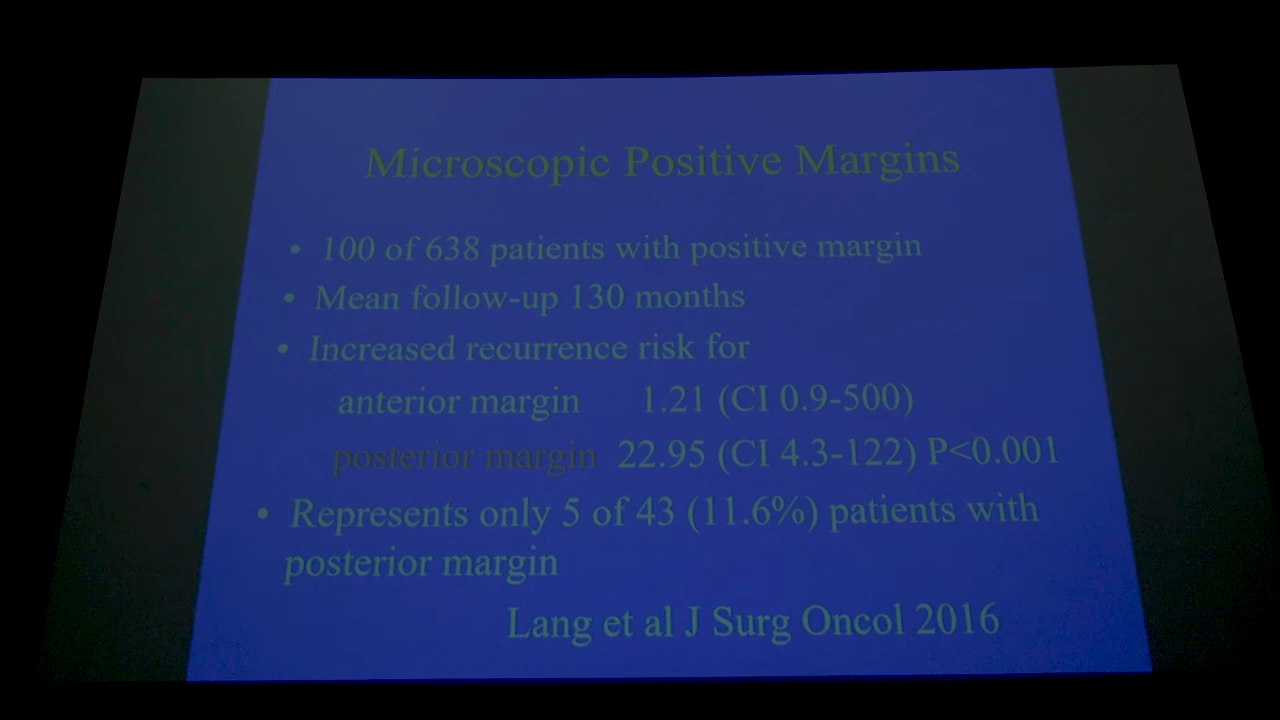 Microscopic Positive Margins
• 100 of 638 patients with positive margin
• Mean follow-up 130 months
• Increased recurrence risk for
anterior margin 1.21 (CI 0.9-500)
posterior margin 22.95 (CI 4.3-122) P<0.001
• Represents only 5 of 43 (11.6%) patients with
posterior margin
Lang et al J Surg Oncol 2016